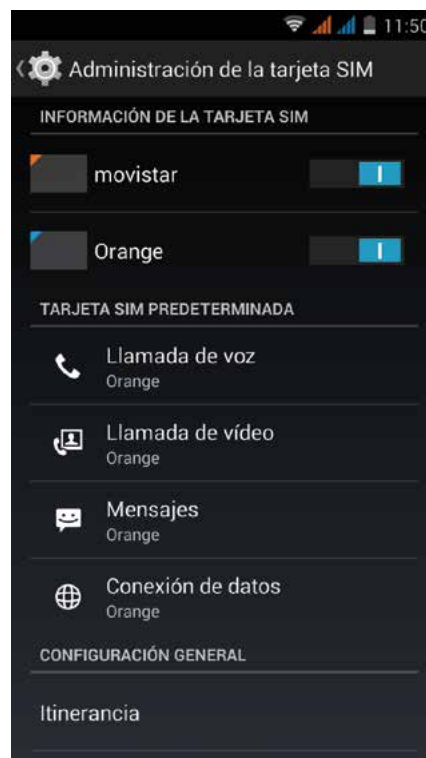 11:50
Administración de la tarjeta SIM
INFORMACIÓN DE LA TARJETA SIM
movistar
Orange
TARJETA SIM PREDETERMINADA
Llamada de voz
Orange
Llamada de vídeo
Orange
Mensajes
Orange
Conexión de datos
Orange
CONFIGURACIÓN GENERAL
Itinerancia